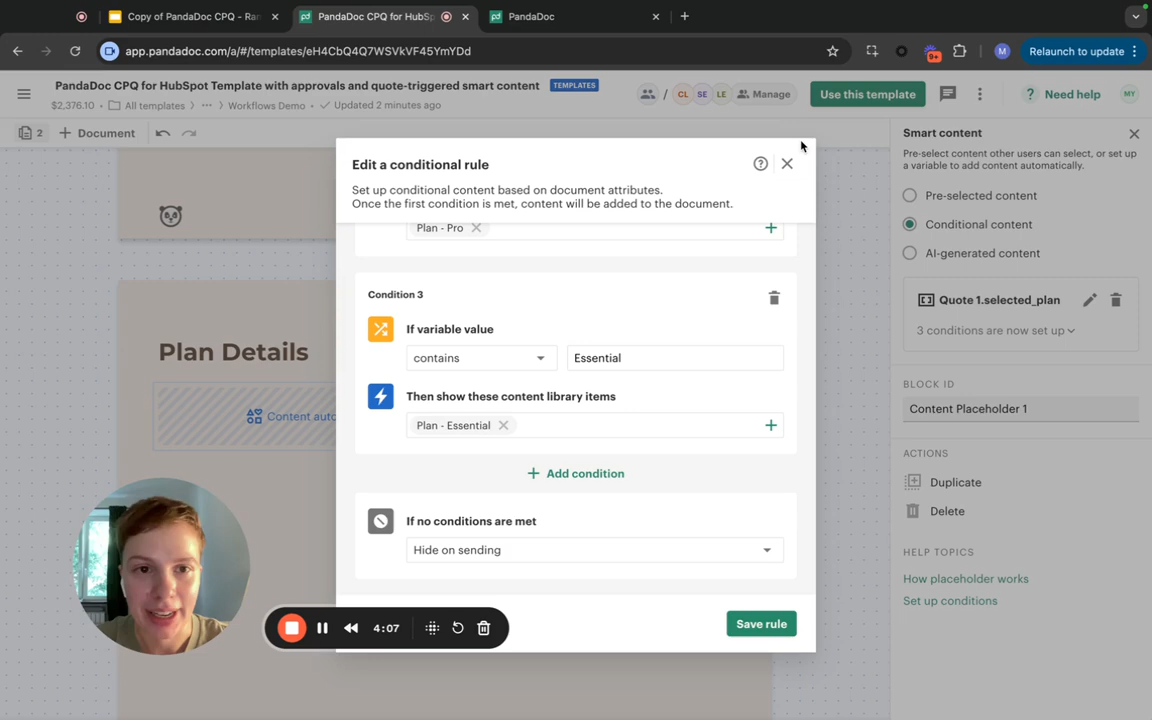 Copy of PandaDoc CPQ - Ran
PandaDoc CPQ for HubSp
PandaDoc
app.pandadoc.com/a/#/templates/eH4CbQ4Q7WSVkVF45YmYDd
9+
M
Relaunch to update
PandaDoc CPQ for HubSpot Template with approvals and quote-triggered smart content
TEMPLATES
$2,376.10
All templates
Workflows Demo
Updated 2 minutes ago
CL
SE
LE
Manage
Use this template
Need help
MY
2
Document
Smart content
Pre-select content other users can select, or set up
a variable to add content automatically.
Pre-selected content
Conditional content
AI-generated content
Quote 1.selected_plan
3 conditions are now set up
BLOCK ID
Content Placeholder 1
ACTIONS
Duplicate
Delete
HELP TOPICS
How placeholder works
Set up conditions
Plan Details
Content auto
Edit a conditional rule
Set up conditional content based on document attributes.
Once the first condition is met, content will be added to the document.
Plan - Pro
Condition 3
If variable value
contains
Essential
Then show these content library items
Plan - Essential
Add condition
If no conditions are met
Hide on sending
Save rule
4:07